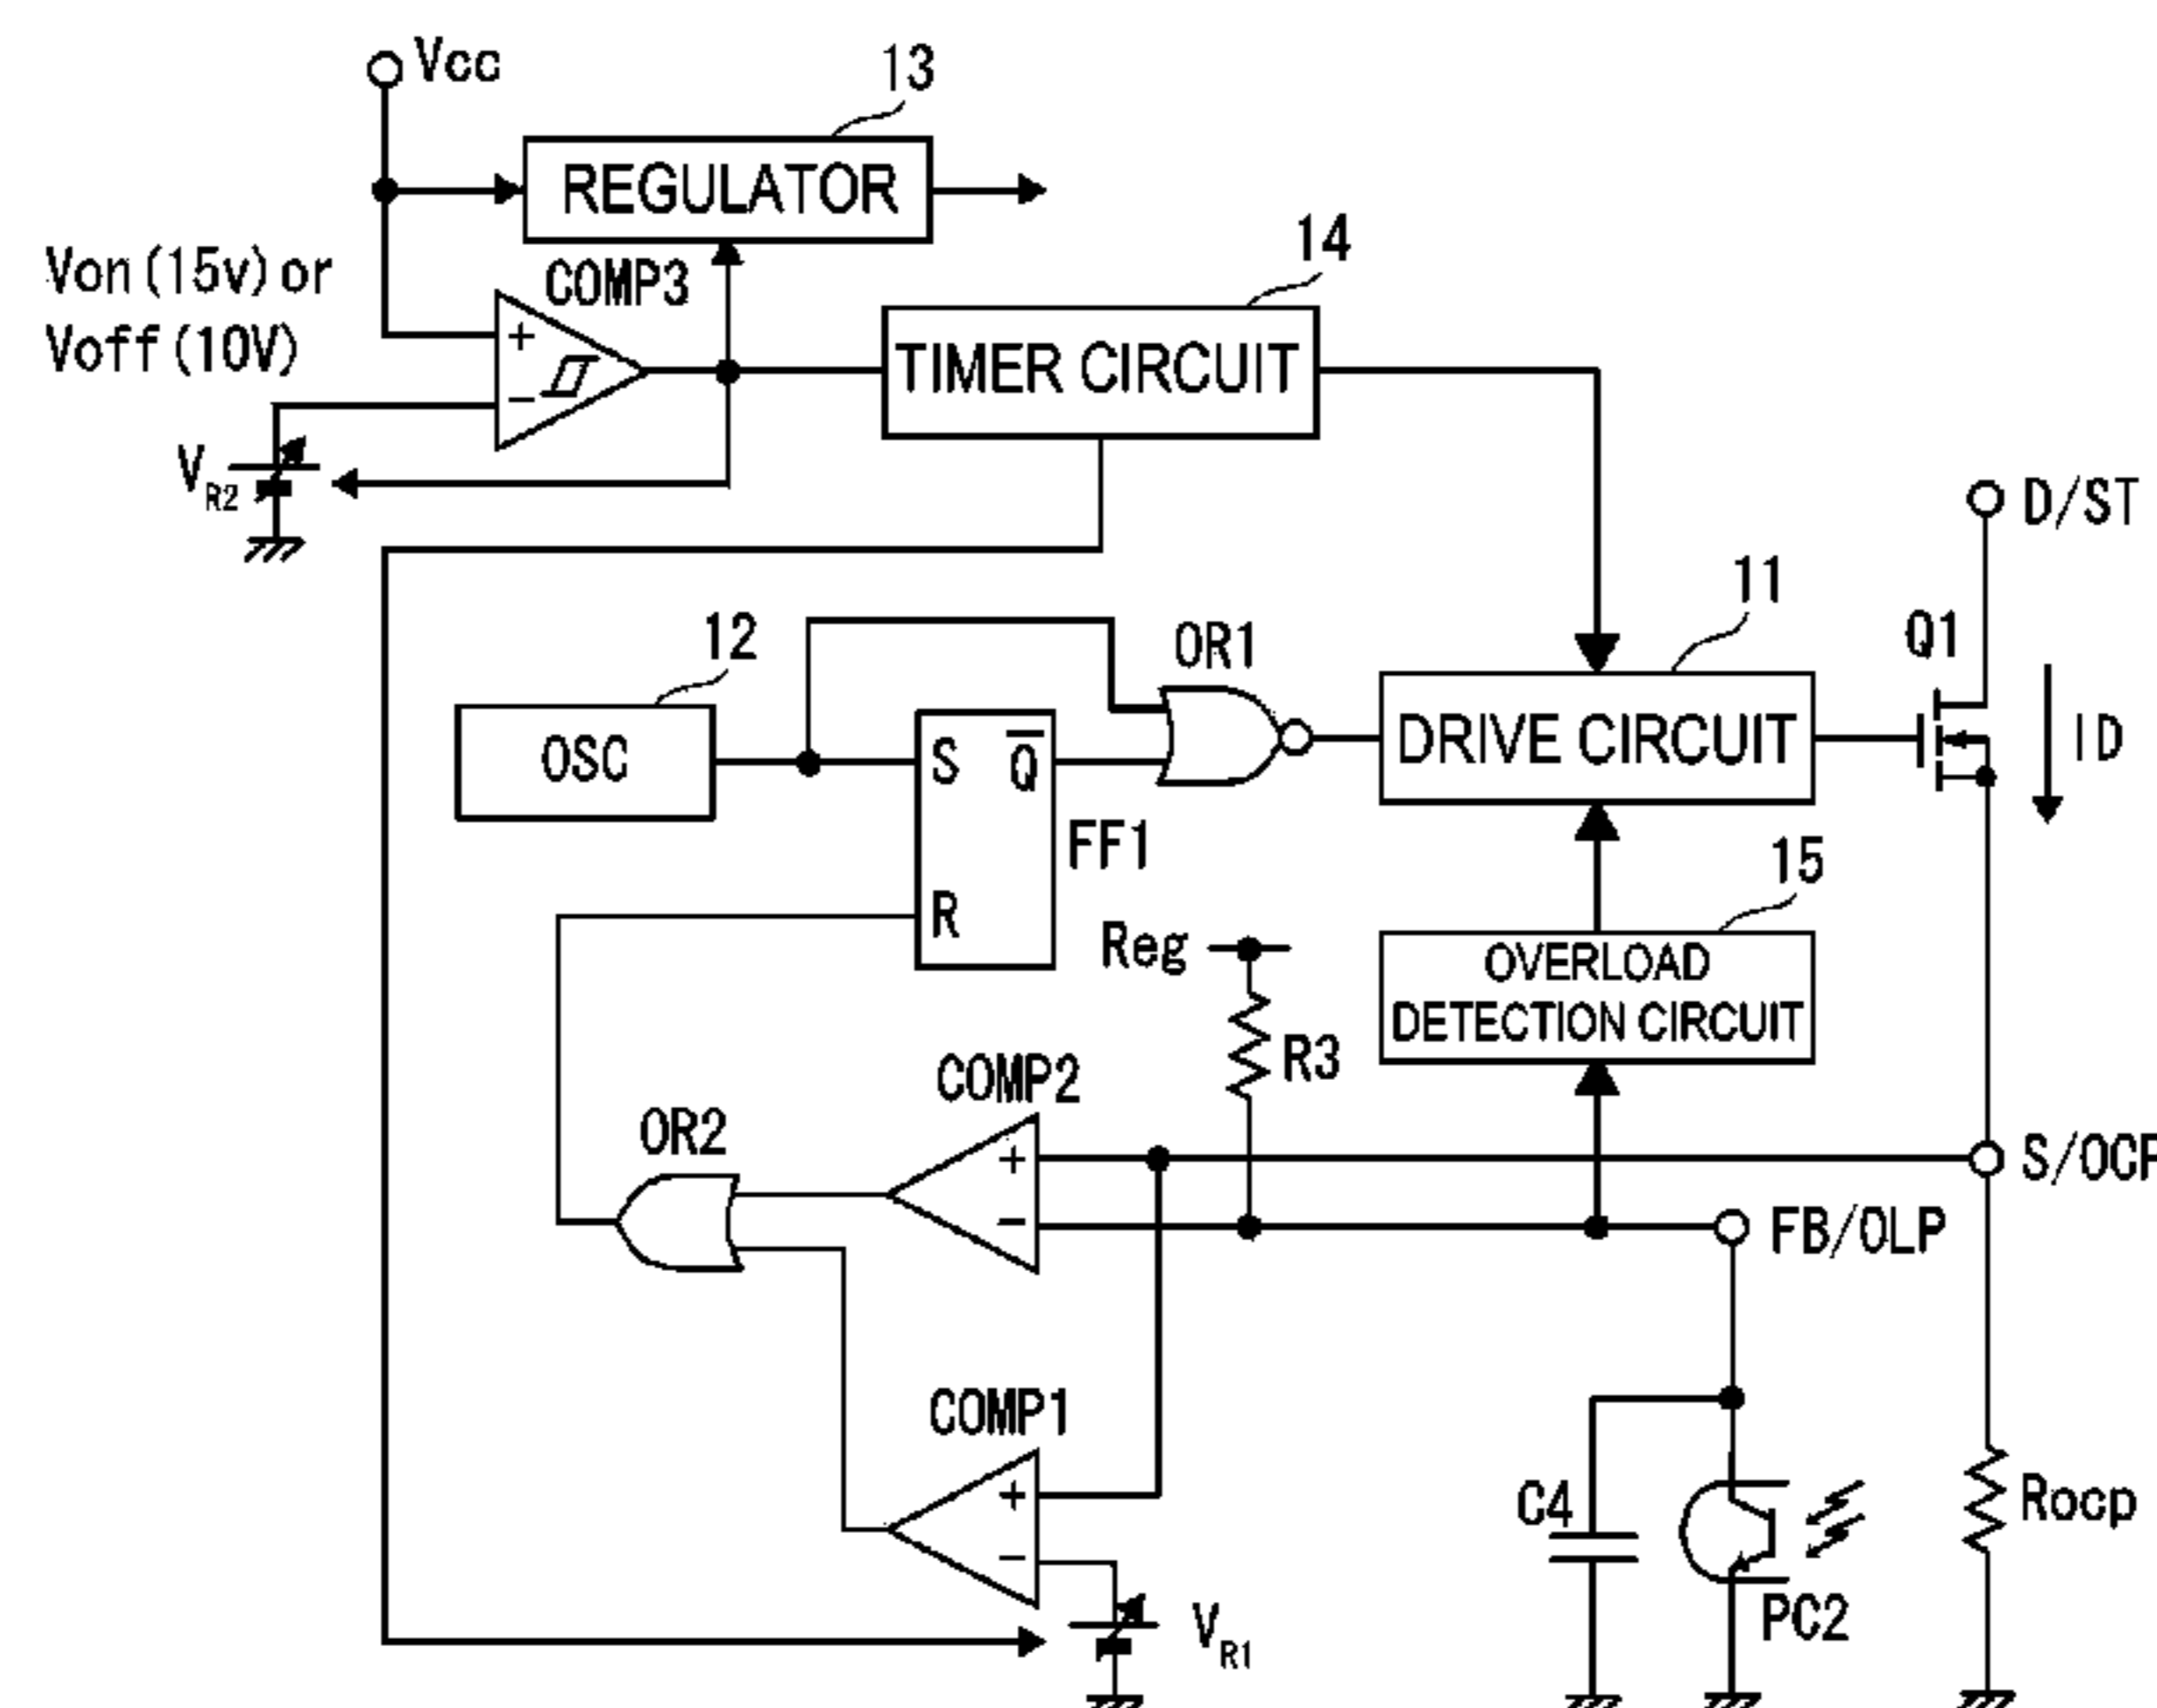 Vcc
13
REGULATOR
Von(15v)or
Voff(10V)
COMP3
+
−
14
TIMER CIRCUIT
VR2
D/ST
12
OSC
OR1
11
DRIVE CIRCUIT
Q1
ID
S
Q̅
R
FF1
15
OVERLOAD
DETECTION CIRCUIT
Reg
R3
COMP2
+
−
OR2
S/OCP
FB/OLP
COMP1
+
−
VR1
C4
PC2
Rocp